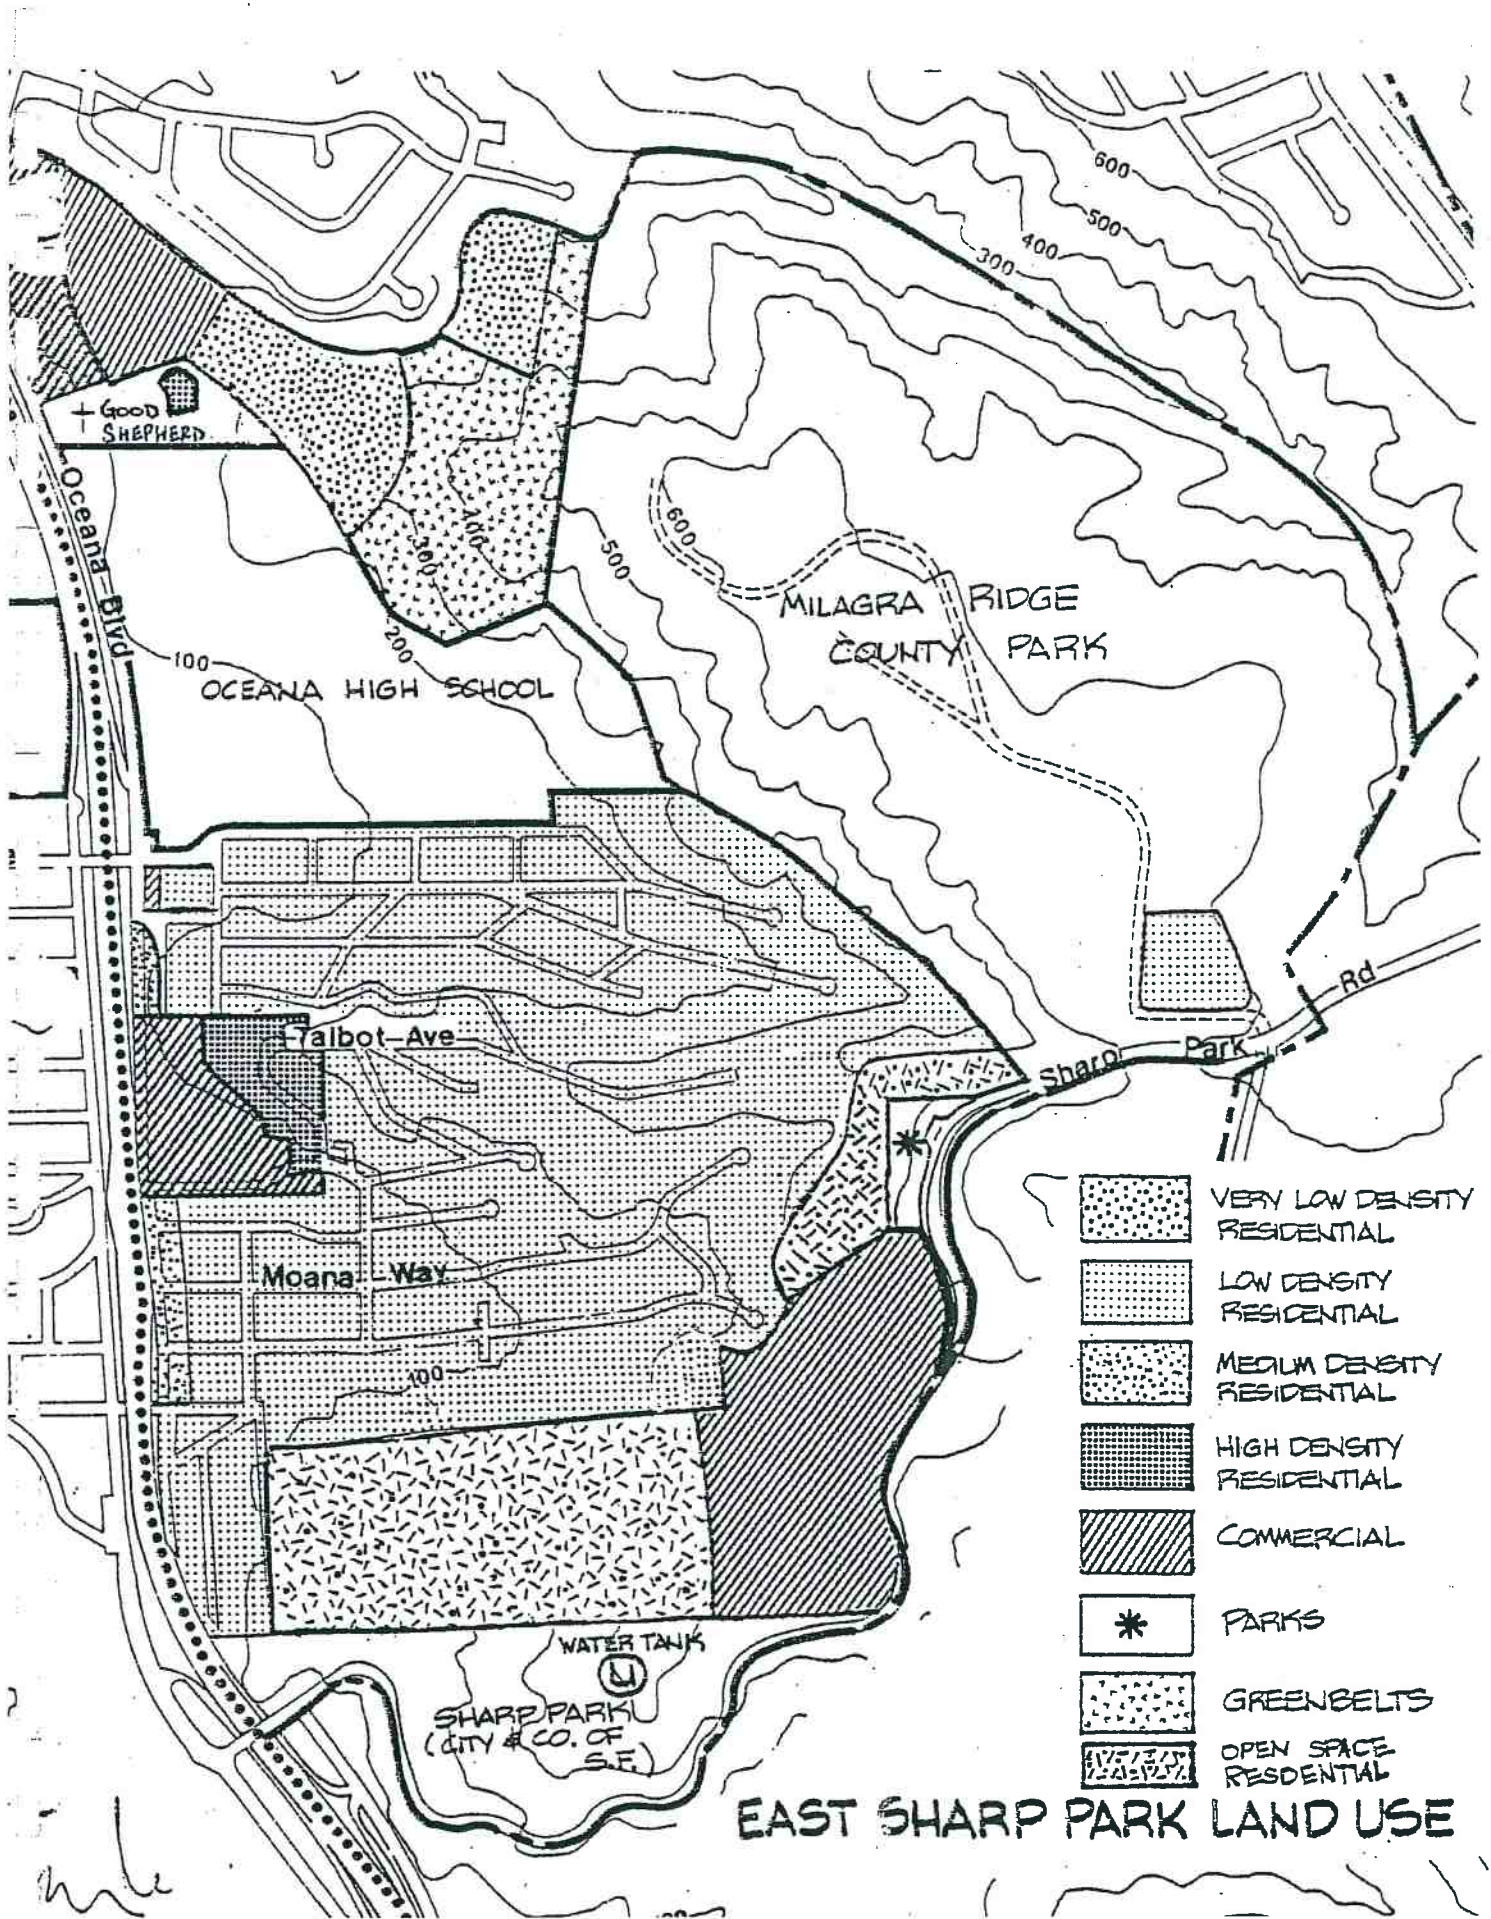 600
500
400
300
+ GOOD
SHEPHERD
Oceana Blvd
400
300
600
500
MILAGRA RIDGE
COUNTY PARK
200
100
OCEANA HIGH SCHOOL
Rd
Talbot Ave
Park
Sharp
VERY LOW DENSITY
RESIDENTIAL
Moana Way
LOW DENSITY
RESIDENTIAL
100
MEDIUM DENSITY
RESIDENTIAL
HIGH DENSITY
RESIDENTIAL
COMMERCIAL
PARKS
WATER TANK
GREENBELTS
SHARP PARK
(CITY & CO. OF
S.F.)
OPEN SPACE
RESDENTIAL
EAST SHARP PARK LAND USE